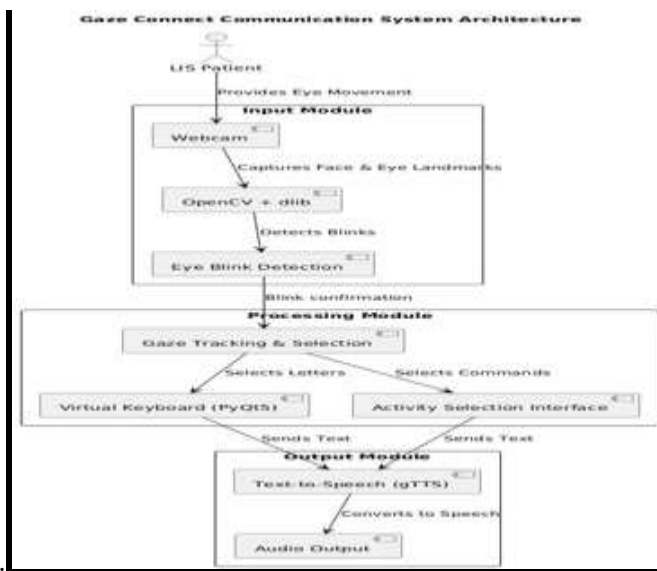 Gaze Connect Communication System Architecture
LIS Patient
Provides Eye Movement
Input Module
Webcam
Captures Face & Eye Landmarks
OpenCV + dlib
Detects Blinks
Eye Blink Detection
Blink confirmation
Processing Module
Gaze Tracking & Selection
Selects Letters
Selects Commands
Virtual Keyboard (PyQt5)
Activity Selection Interface
Sends Text
Sends Text
Output Module
Text-to-Speech (gTTS)
Converts to Speech
Audio Output